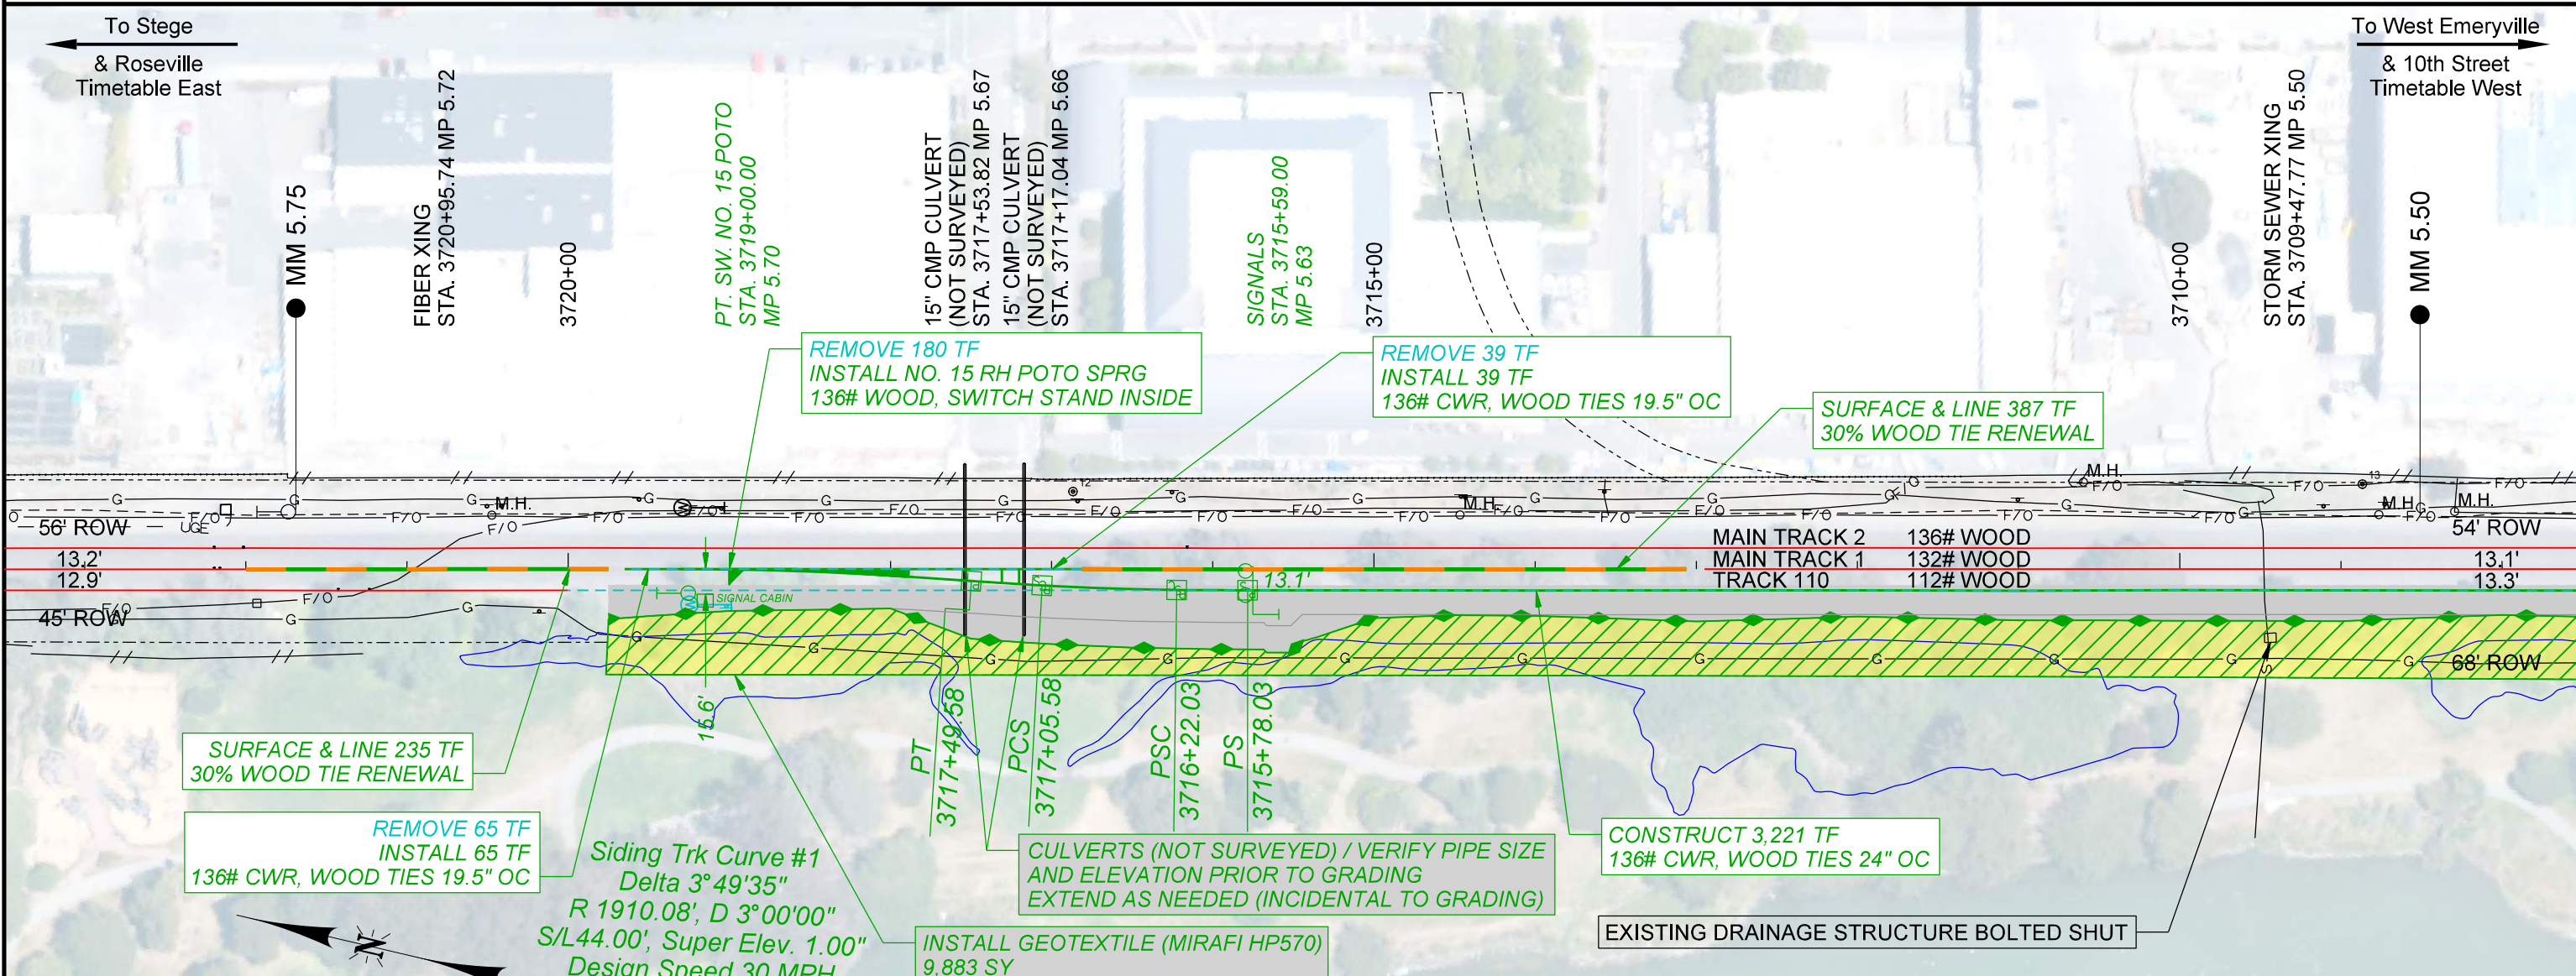 To Stege
& Roseville
Timetable East
To West Emeryville
& 10th Street
Timetable West
MM 5.75
FIBER XING
STA. 3720+95.74 MP 5.72
3720+00
PT. SW. NO. 15 POTO
STA. 3719+00.00
MP 5.70
15" CMP CULVERT
(NOT SURVEYED)
STA. 3717+53.82 MP 5.67
15" CMP CULVERT
(NOT SURVEYED)
STA. 3717+17.04 MP 5.66
SIGNALS
STA. 3715+59.00
MP 5.63
3715+00
3710+00
STORM SEWER XING
STA. 3709+47.77 MP 5.50
MM 5.50
REMOVE 180 TF
INSTALL NO. 15 RH POTO SPRG
136# WOOD, SWITCH STAND INSIDE
REMOVE 39 TF
INSTALL 39 TF
136# CWR, WOOD TIES 19.5" OC
SURFACE & LINE 387 TF
30% WOOD TIE RENEWAL
G G G M.H. G G G G M.H. G G G M.H. G M.H. G M.H.
12
13
F/O F/O F/O F/O F/O F/O F/O F/O F/O F/O F/O F/O F/O F/O
56' ROW
UGE
54' ROW
MAIN TRACK 2 136# WOOD
MAIN TRACK 1 132# WOOD
TRACK 110 112# WOOD
13.2'
12.9'
13.1'
13.1'
13.3'
SIGNAL CABIN
F/O F/O
45' ROW
68' ROW
G G G G G G G G G G G G G
S
15.6'
PT
3717+49.58
PCS
3717+05.58
PSC
3716+22.03
PS
3715+78.03
SURFACE & LINE 235 TF
30% WOOD TIE RENEWAL
REMOVE 65 TF
INSTALL 65 TF
136# CWR, WOOD TIES 19.5" OC
Siding Trk Curve #1
Delta 3°49'35"
R 1910.08', D 3°00'00"
S/L44.00', Super Elev. 1.00"
Design Speed 30 MPH
CULVERTS (NOT SURVEYED) / VERIFY PIPE SIZE
AND ELEVATION PRIOR TO GRADING
EXTEND AS NEEDED (INCIDENTAL TO GRADING)
CONSTRUCT 3,221 TF
136# CWR, WOOD TIES 24" OC
EXISTING DRAINAGE STRUCTURE BOLTED SHUT
INSTALL GEOTEXTILE (MIRAFI HP570)
9,883 SY
N